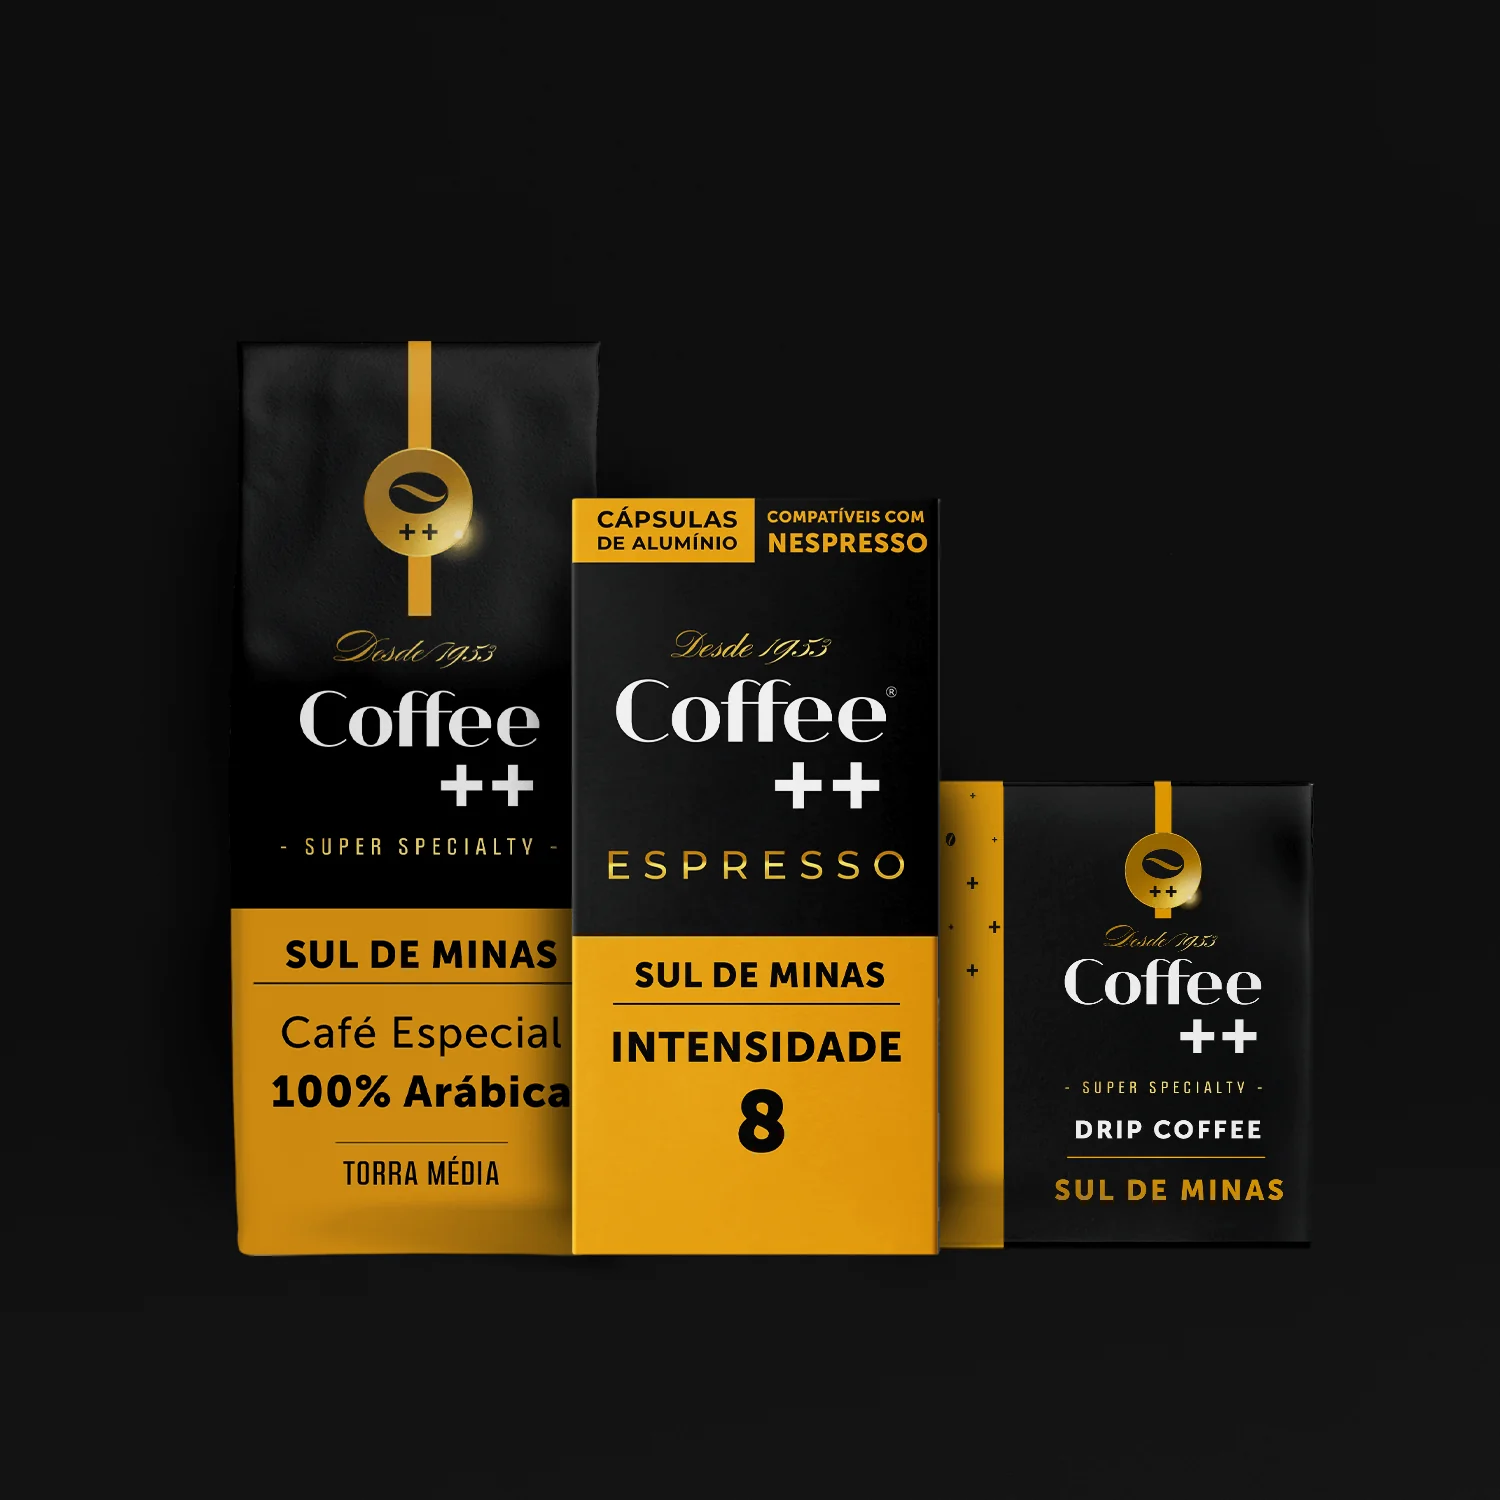 ++
Desde 1953
Coffee
++
- SUPER SPECIALTY -
SUL DE MINAS
Café Especial
100% Arábica
TORRA MÉDIA
CÁPSULAS
DE ALUMÍNIO
COMPATÍVEIS COM
NESPRESSO
Desde 1953
Coffee®
++
ESPRESSO
SUL DE MINAS
INTENSIDADE
8
++
Desde 1953
Coffee
++
- SUPER SPECIALTY -
DRIP COFFEE
SUL DE MINAS